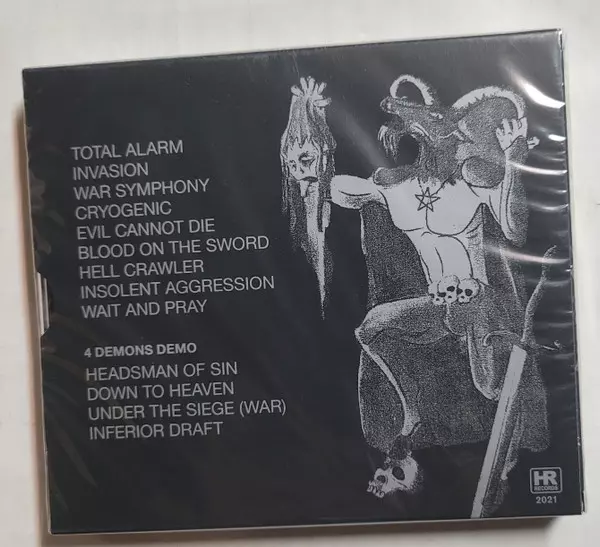 TOTAL ALARM
INVASION
WAR SYMPHONY
CRYOGENIC
EVIL CANNOT DIE
BLOOD ON THE SWORD
HELL CRAWLER
INSOLENT AGGRESSION
WAIT AND PRAY
4 DEMONS DEMO
HEADSMAN OF SIN
DOWN TO HEAVEN
UNDER THE SIEGE (WAR)
INFERIOR DRAFT
HR
RECORDS
2021